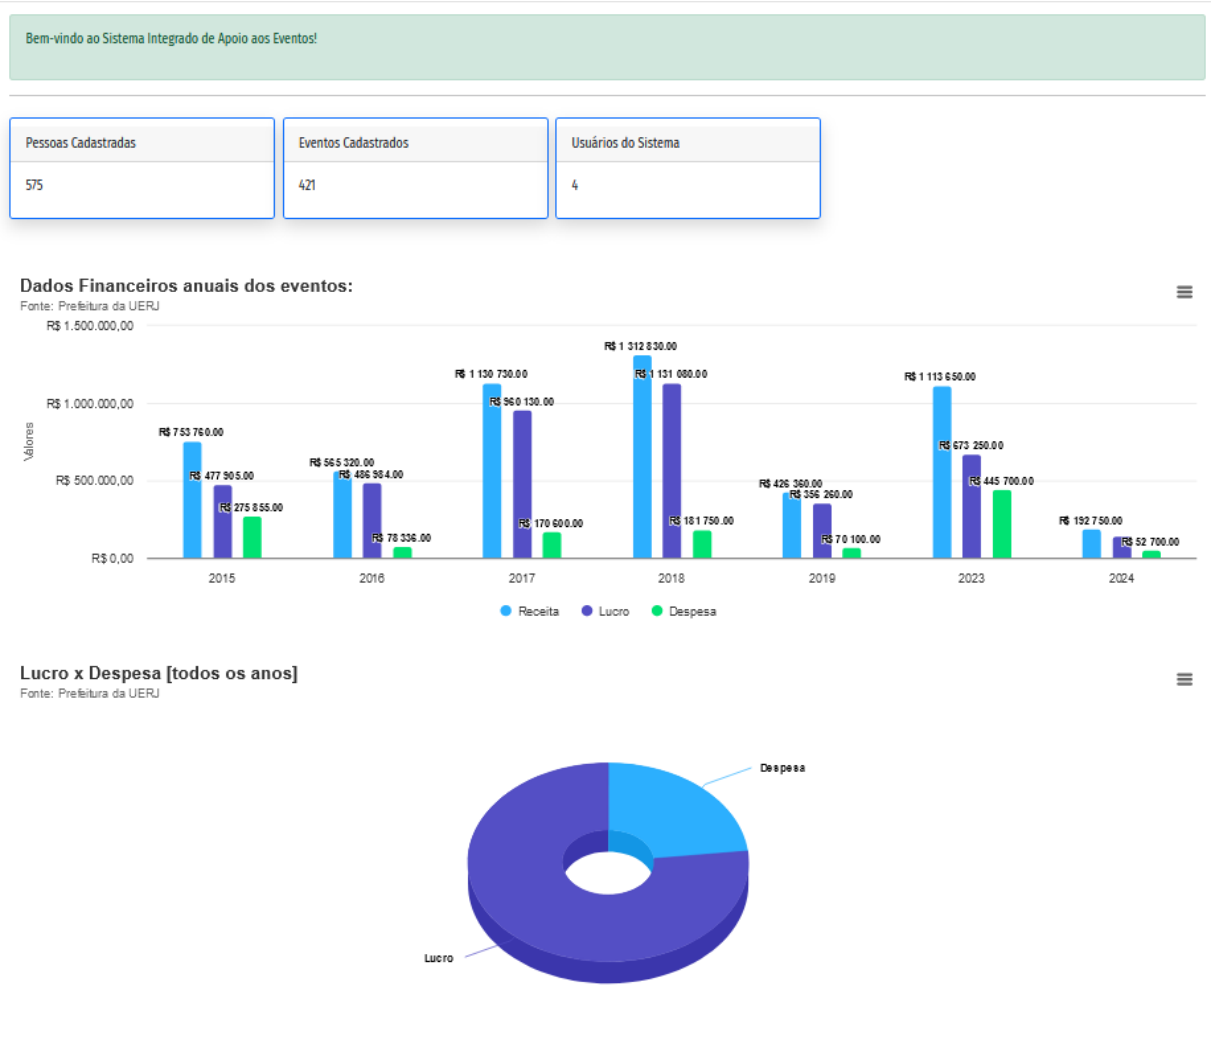 Bem-vindo ao Sistema Integrado de Apoio aos Eventos!
Pessoas Cadastradas
575
Eventos Cadastrados
421
Usuários do Sistema
4
Dados Financeiros anuais dos eventos:
Fonte: Prefeitura da UERJ
Valores
R$ 1.500.000,00
R$ 1.000.000,00
R$ 500.000,00
R$ 0,00
R$ 753 760.00
R$ 477 905.00
R$ 275 855.00
R$ 565 320.00
R$ 486 984.00
R$ 78 336.00
R$ 1 130 730.00
R$ 960 130.00
R$ 170 600.00
R$ 1 312 830.00
R$ 1 131 080.00
R$ 181 750.00
R$ 426 360.00
R$ 356 260.00
R$ 70 100.00
R$ 1 113 650.00
R$ 673 250.00
R$ 445 700.00
R$ 192 750.00
R$ 52 700.00
2015
2016
2017
2018
2019
2023
2024
Receita
Lucro
Despesa
Lucro x Despesa [todos os anos]
Fonte: Prefeitura da UERJ
Despesa
Lucro